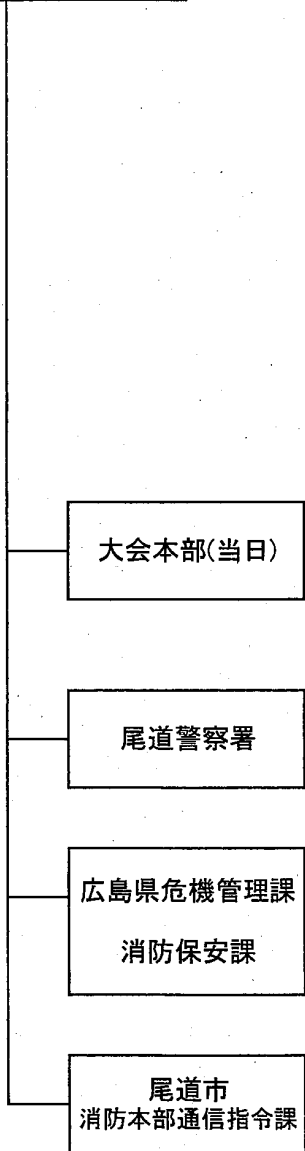 大会本部(当日)
尾道警察署
広島県危機管理課
消防保安課
尾道市
消防本部通信指令課